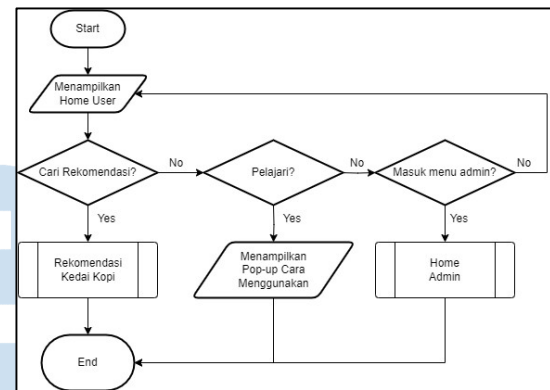 Start
Menampilkan
Home User
Cari Rekomendasi?
No
Pelajari?
No
Masuk menu admin?
No
Yes
Yes
Yes
Rekomendasi
Kedai Kopi
Menampilkan
Pop-up Cara
Menggunakan
Home
Admin
End